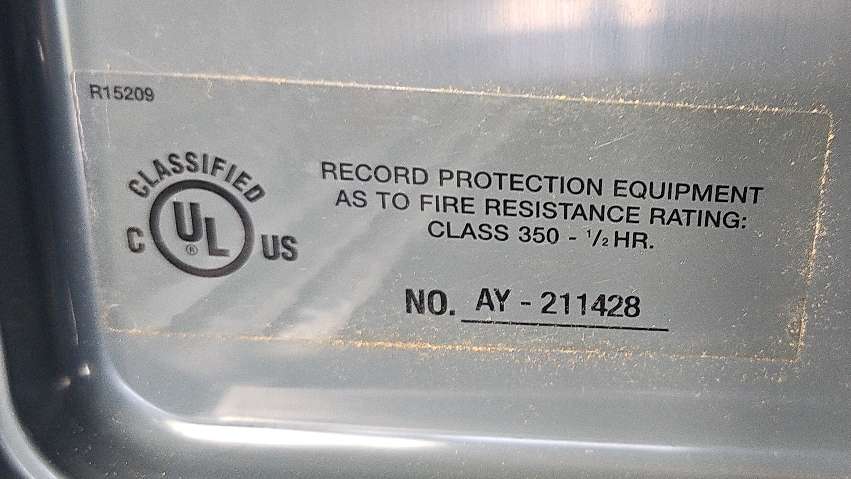 R15209
CLASSIFIED
C UL® US
RECORD PROTECTION EQUIPMENT
AS TO FIRE RESISTANCE RATING:
CLASS 350 - 1/2 HR.
NO. AY - 211428